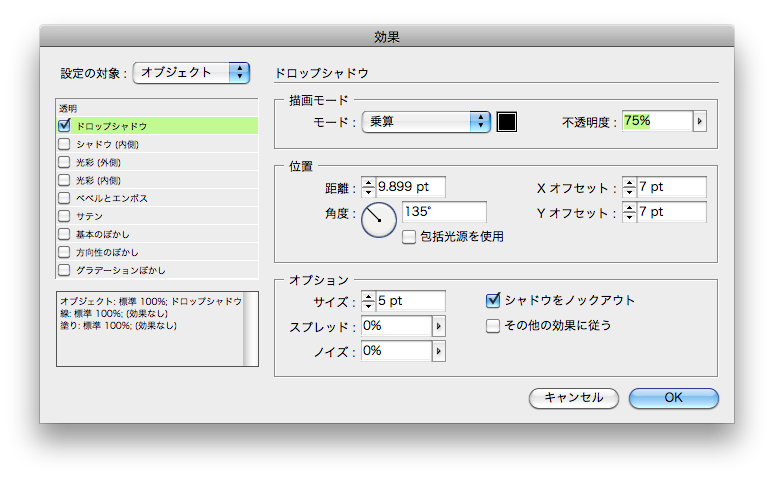 効果
設定の対象 : オブジェクト
透明
ドロップシャドウ
シャドウ (内側)
光彩 (外側)
光彩 (内側)
ベベルとエンボス
サテン
基本のぼかし
方向性のぼかし
グラデーションぼかし
オブジェクト: 標準 100%; ドロップシャドウ
線: 標準 100%; (効果なし)
塗り: 標準 100%; (効果なし)
ドロップシャドウ
描画モード
モード : 乗算 不透明度 : 75%
位置
距離 : 9.899 pt X オフセット : 7 pt
角度 : 135° Y オフセット : 7 pt
包括光源を使用
オプション
サイズ : 5 pt シャドウをノックアウト
スプレッド : 0% その他の効果に従う
ノイズ : 0%
キャンセル OK